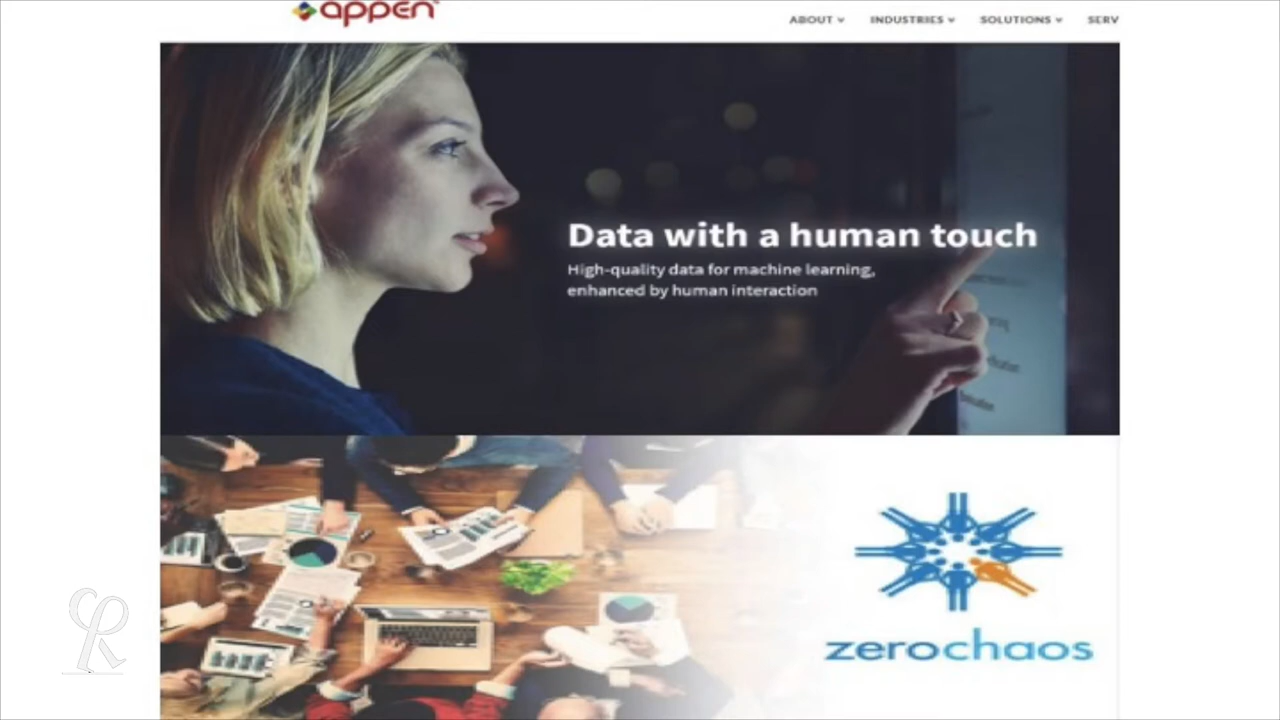 appen
ABOUT INDUSTRIES SOLUTIONS SERV
Data with a human touch
High-quality data for machine learning,
enhanced by human interaction
zerochaos